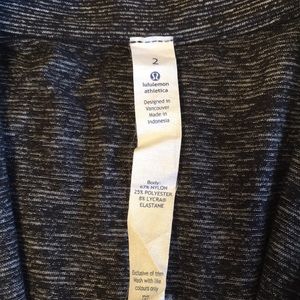 2
lululemon
athletica
Designed in
Vancouver
Made in
Indonesia
Body:
67% NYLON
25% POLYESTER
8% LYCRA®
ELASTANE
Exclusive of trim
Wash with like
colours only